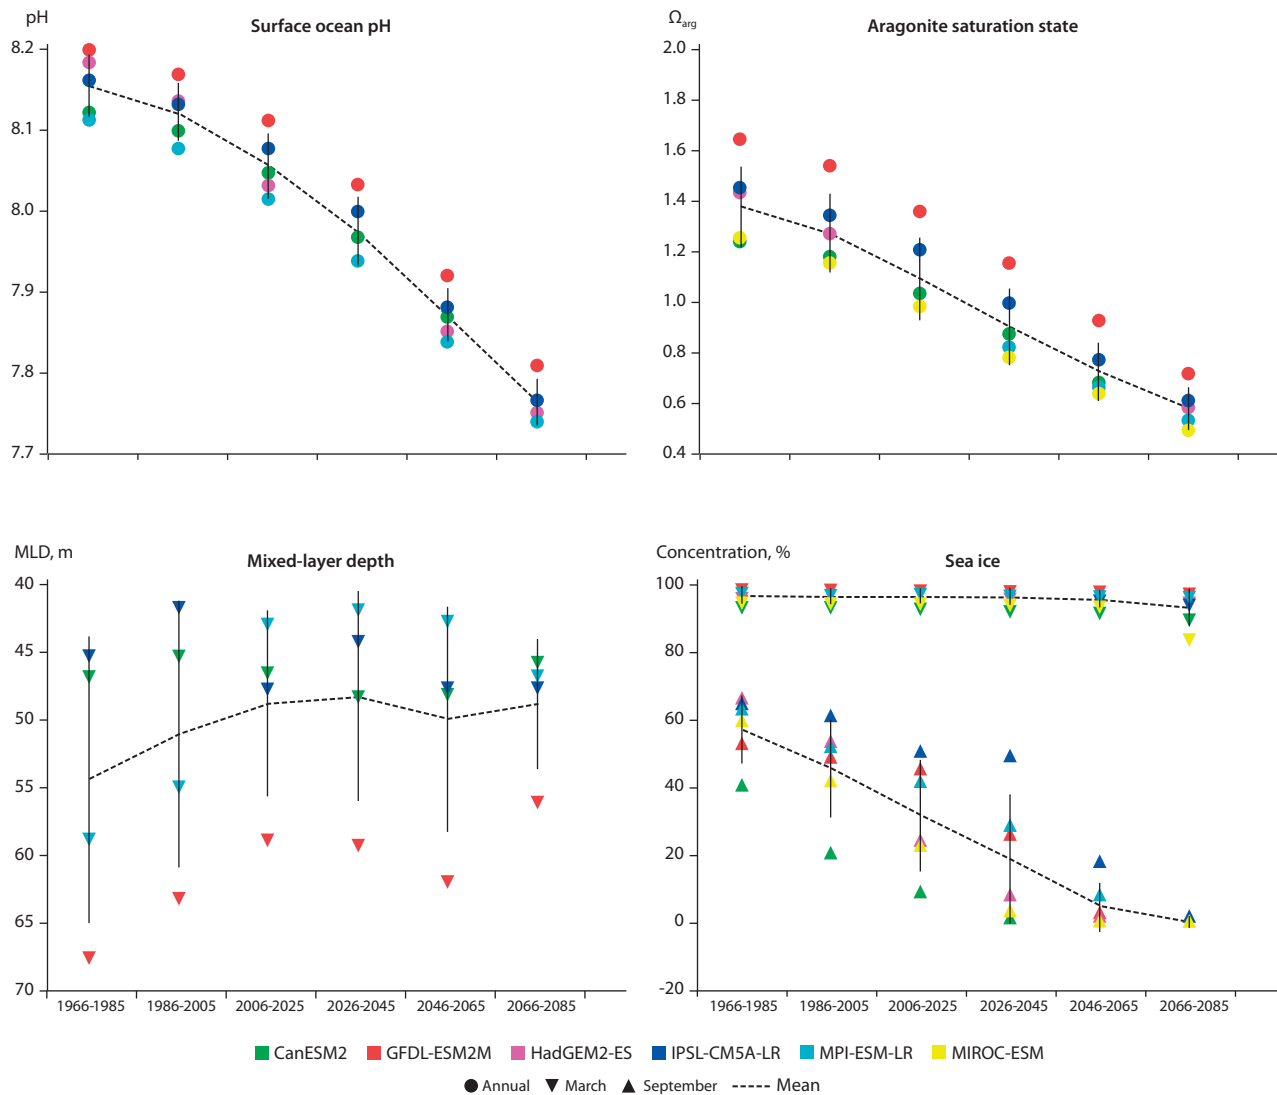 pH
Surface ocean pH
8.2
8.1
8.0
7.9
7.8
7.7
Ωarg
Aragonite saturation state
2.0
1.8
1.6
1.4
1.2
1.0
0.8
0.6
0.4
MLD, m
Mixed-layer depth
40
45
50
55
60
65
70
1966-1985 1986-2005 2006-2025 2026-2045 2046-2065 2066-2085
Concentration, %
Sea ice
100
80
60
40
20
0
-20
1966-1985 1986-2005 2006-2025 2026-2045 2046-2065 2066-2085
CanESM2 GFDL-ESM2M HadGEM2-ES IPSL-CM5A-LR MPI-ESM-LR MIROC-ESM
Annual March September Mean